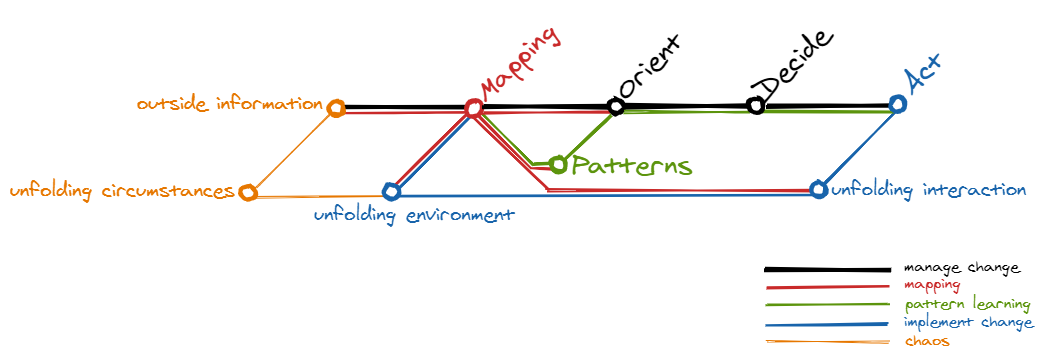 Mapping
Orient
Decide
Act
outside information
Patterns
unfolding circumstances
unfolding interaction
unfolding environment
manage change
mapping
pattern learning
implement change
chaos